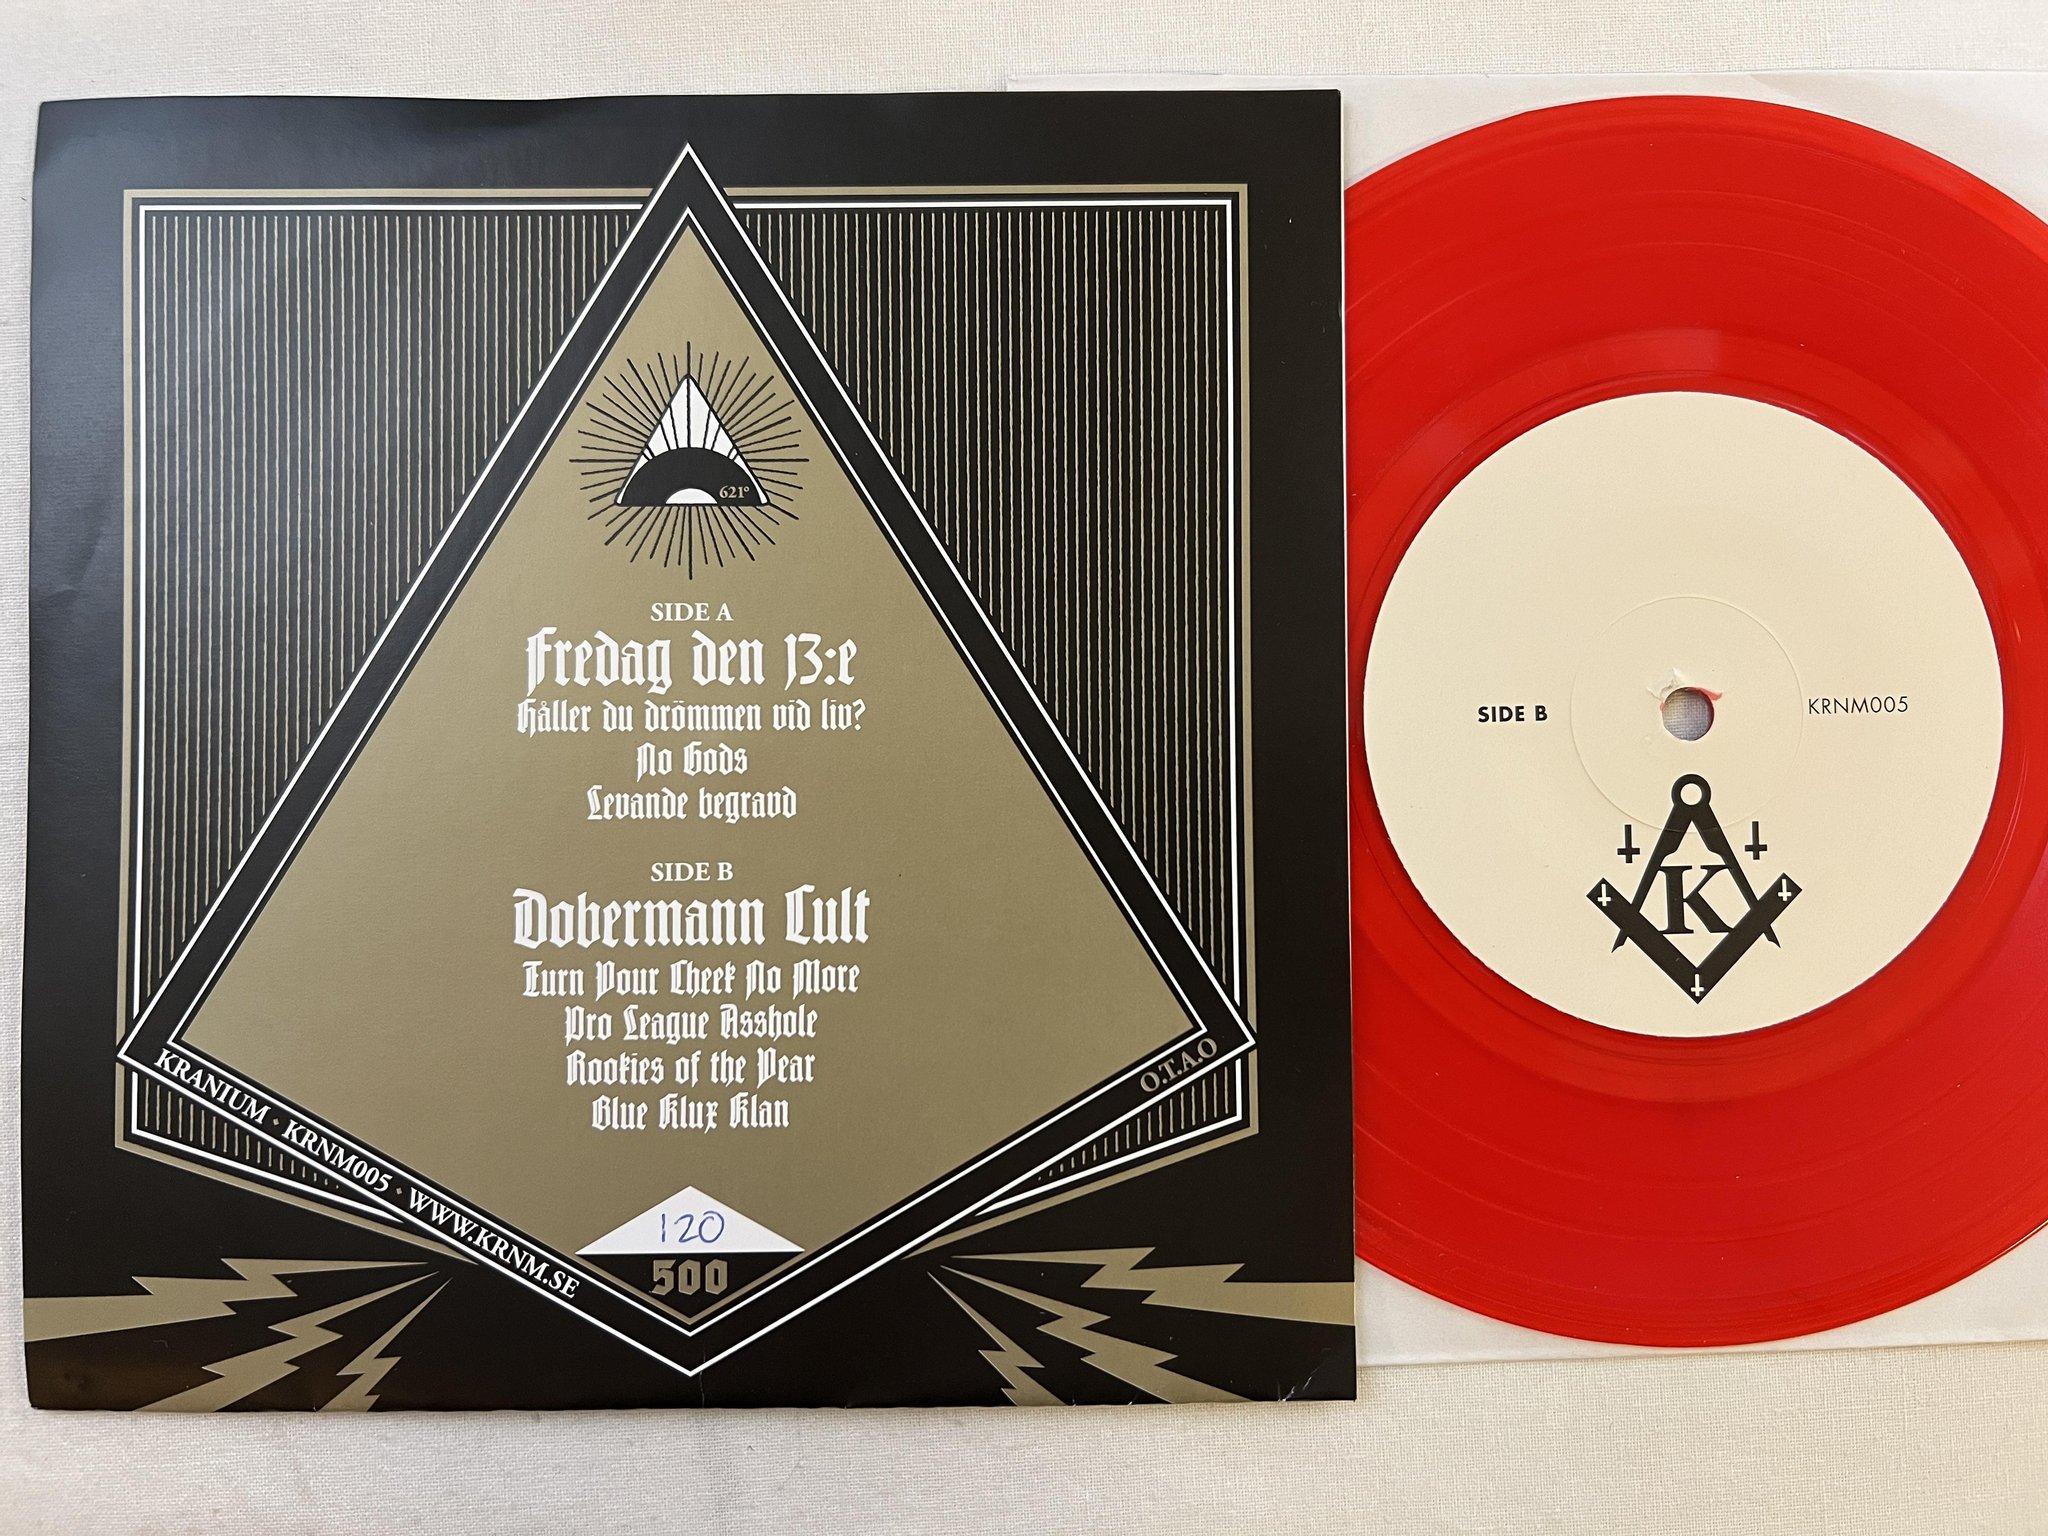 621°
SIDE A
Fredag den 13:e
Håller du drömmen vid liv?
No Gods
Levande begravd
SIDE B
Dobermann Cult
Turn Your Cheek No More
Pro League Asshole
Rookies of the Year
Blue Klux Klan
KRANIUM · KRNM005 · WWW.KRNM.SE
O.T.A.O
120
500
SIDE B
KRNM005
K